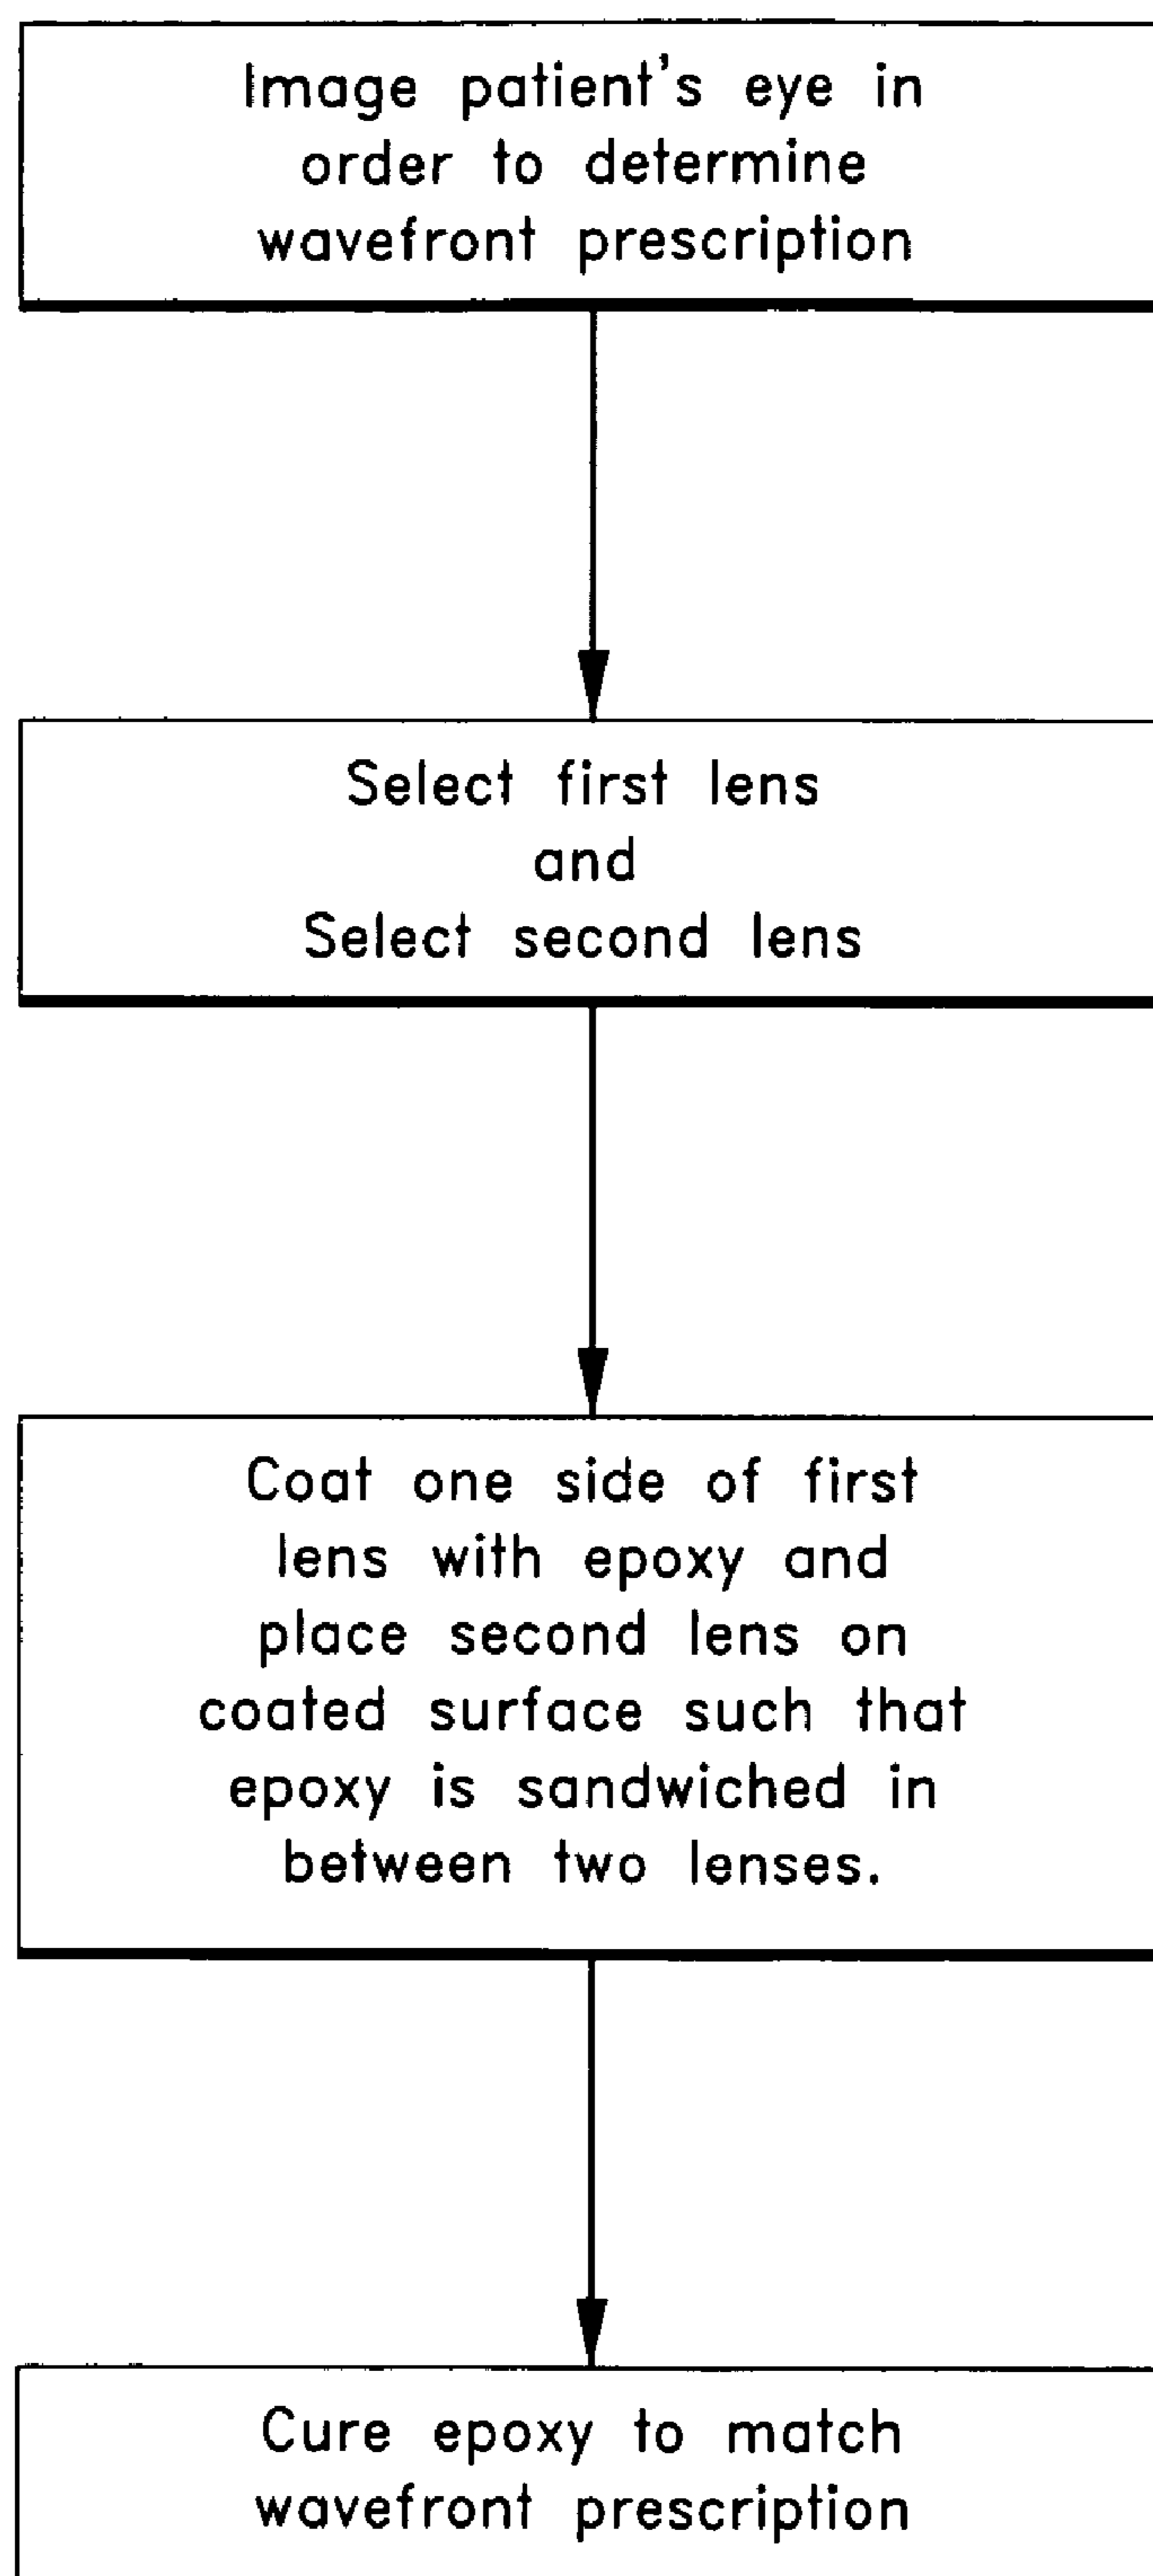 Image patient's eye in
order to determine
wavefront prescription
Select first lens
and
Select second lens
Coat one side of first
lens with epoxy and
place second lens on
coated surface such that
epoxy is sandwiched in
between two lenses.
Cure epoxy to match
wavefront prescription